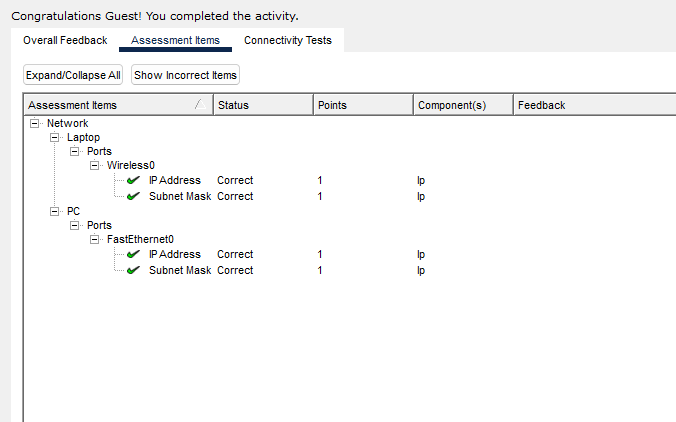 Congratulations Guest! You completed the activity.
Overall Feedback Assessment Items Connectivity Tests
Expand/Collapse All Show Incorrect Items
Assessment Items Status Points Component(s) Feedback
Network
Laptop
Ports
Wireless0
IP Address Correct 1 Ip
Subnet Mask Correct 1 Ip
PC
Ports
FastEthernet0
IP Address Correct 1 Ip
Subnet Mask Correct 1 Ip